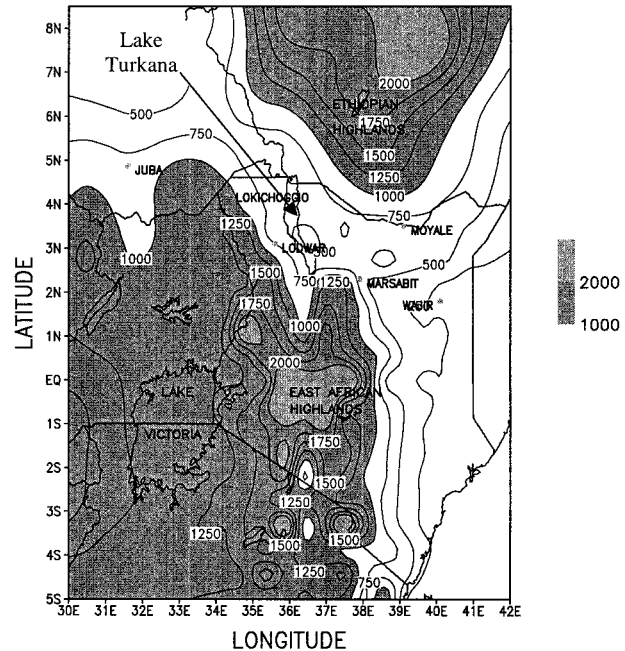 8S
Lake
Turkana
7N
2000
6N
500
ETHIOPIAN
1750
HIGHLANDS
750
1500
5N
JUBA
1250
1000
4N
LOKICHOGGIO
750
1250
MOYALE
3N
LODWAR
500
1000
1500
500
2N
750
1250
MARSABIT
1750
WAJIR
2000
1000
1N
1000
2000
EQ
LAKE
EAST AFRICAN
HIGHLANDS
1S
VICTORIA
1750
2S
1500
1250
3S
1250
1500
1500
4S
1250
750
5S
30E 31E 32E 33E 34E 35E 36E 37E 38E 39E 40E 41E 42E
LATITUDE
LONGITUDE